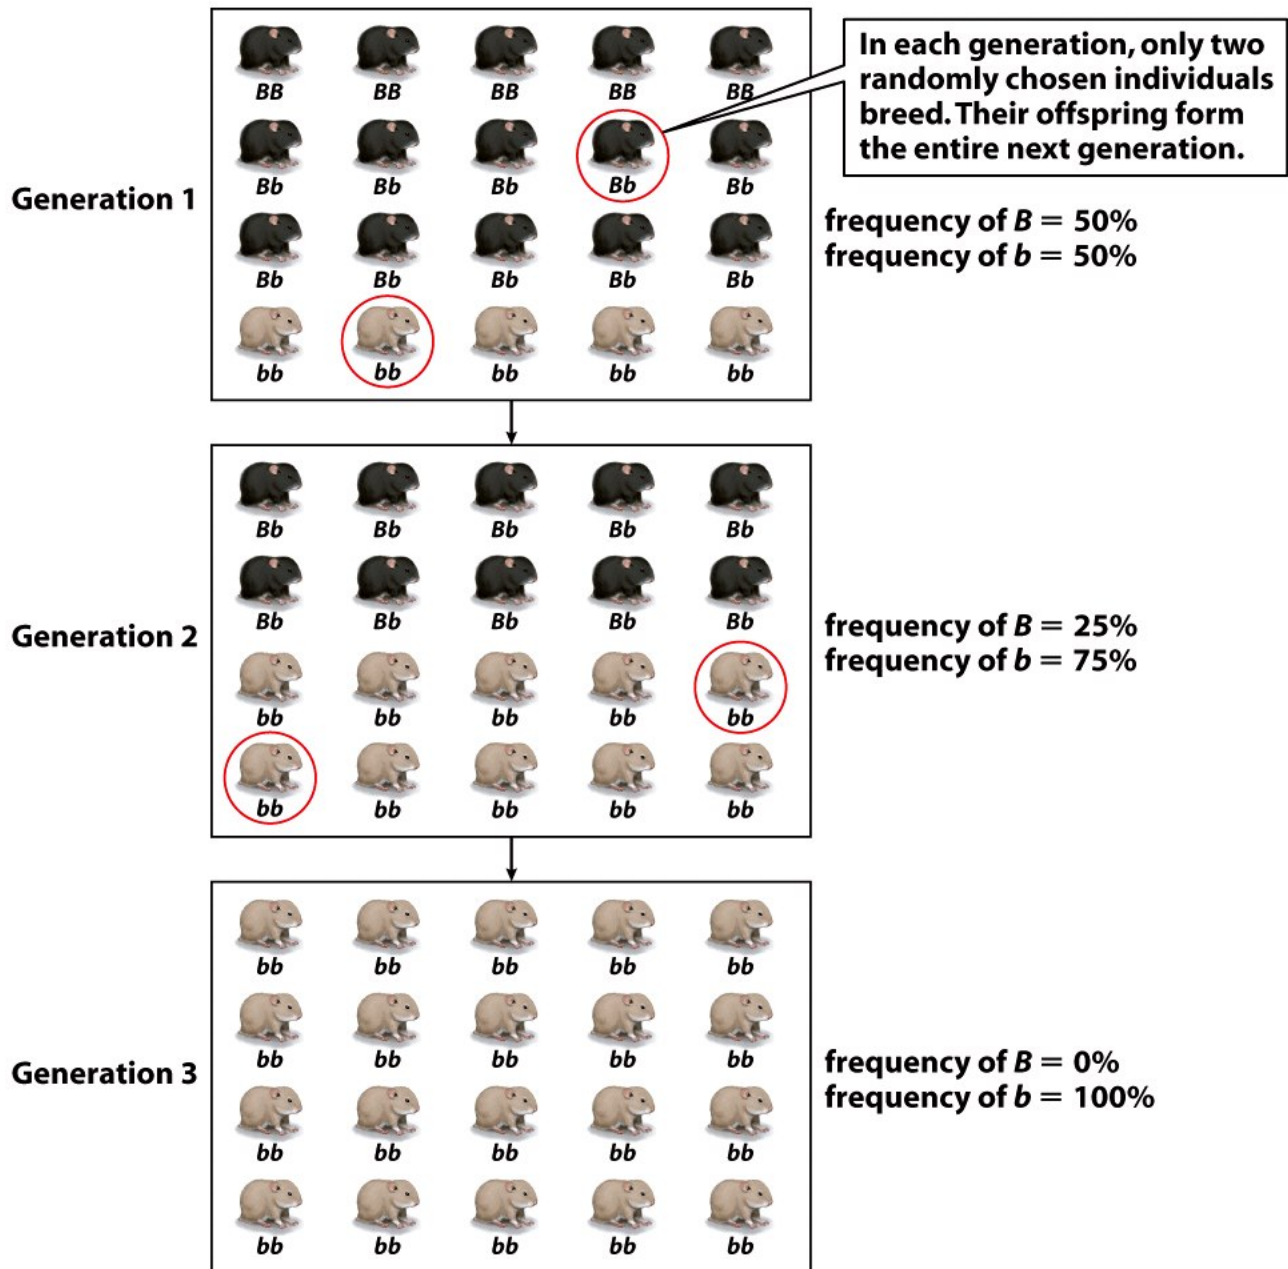 In each generation, only two
randomly chosen individuals
breed. Their offspring form
the entire next generation.
BB BB BB BB BB
Bb Bb Bb Bb Bb
Generation 1
frequency of B = 50%
frequency of b = 50%
Bb Bb Bb Bb Bb
bb bb bb bb bb
Bb Bb Bb Bb Bb
Bb Bb Bb Bb Bb
Generation 2
frequency of B = 25%
frequency of b = 75%
bb bb bb bb bb
bb bb bb bb bb
bb bb bb bb bb
bb bb bb bb bb
Generation 3
frequency of B = 0%
frequency of b = 100%
bb bb bb bb bb
bb bb bb bb bb